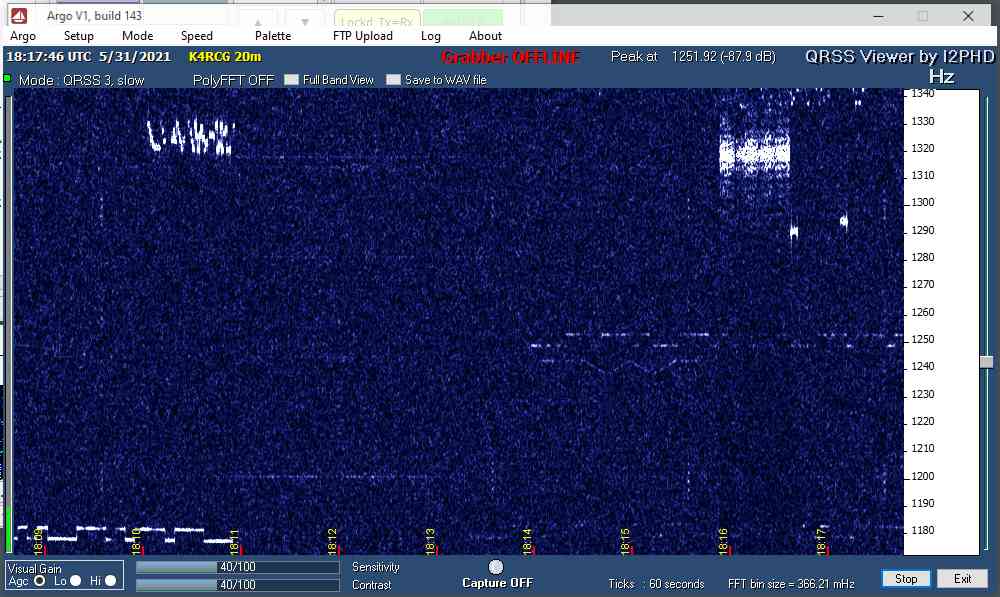 Argo V1, build 143
Lockd Tx=Rx
Argo Setup Mode Speed Palette FTP Upload Log About
18:17:46 UTC 5/31/2021 K4RCG 20m Grabber OFFLINE Peak at 1251.92 (-87.9 dB) QRSS Viewer by I2PHD
Mode : QRSS 3, slow PolyFFT OFF Full Band View Save to WAV file Hz
1340
1330
1320
1310
1300
1290
1280
1270
1260
1250
1240
1230
1220
1210
1200
1190
1180
18:09 18:10 18:11 18:12 18:13 18:14 18:15 18:16 18:17
Visual Gain
Agc Lo Hi
40/100 Sensitivity
40/100 Contrast
Capture OFF
Ticks : 60 seconds FFT bin size = 366.21 mHz
Stop Exit